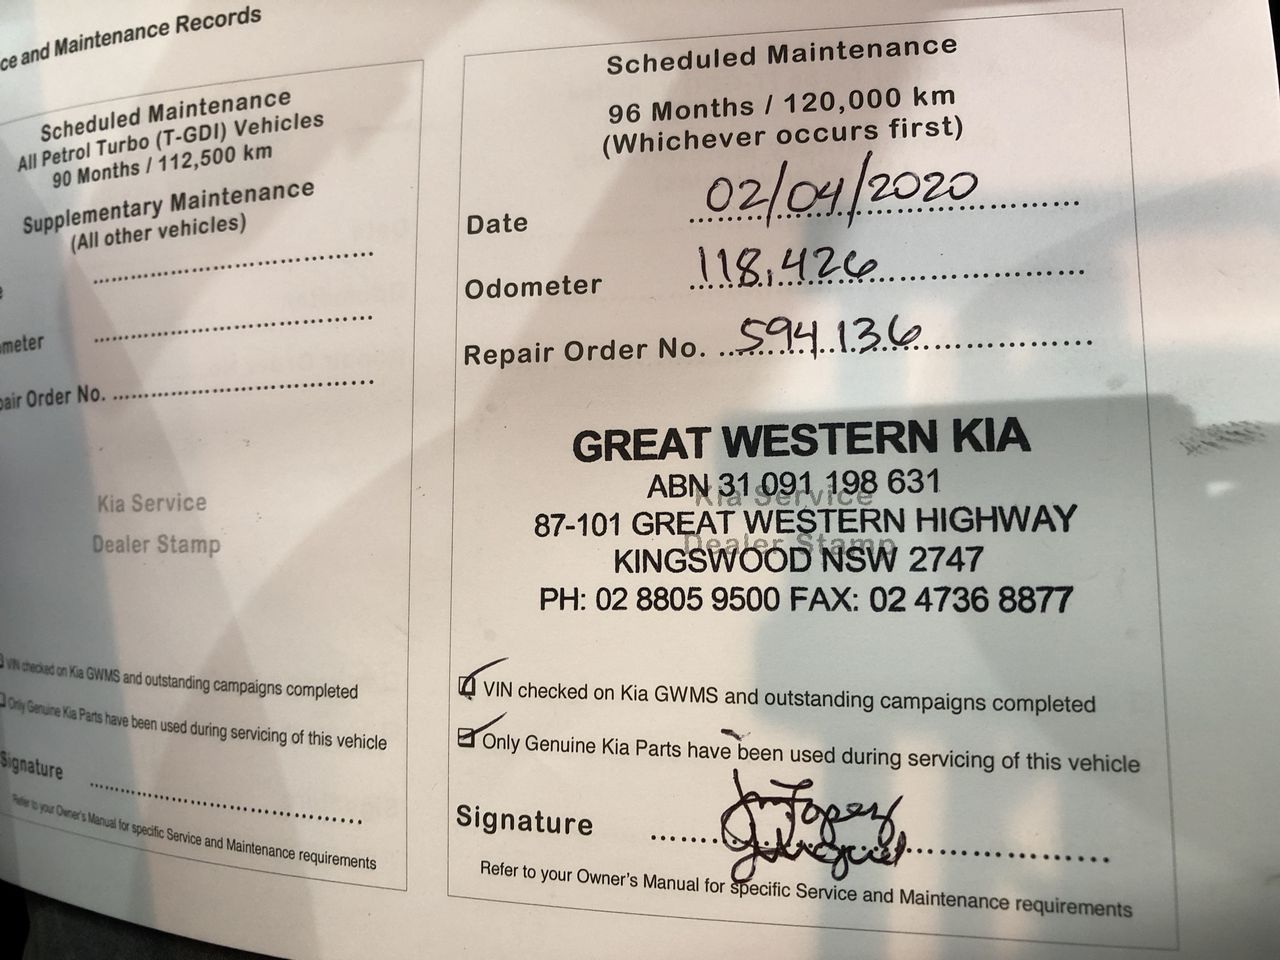 ce and Maintenance Records
Scheduled Maintenance
All Petrol Turbo (T-GDI) Vehicles
90 Months / 112,500 km
Supplementary Maintenance
(All other vehicles)
meter
pair Order No.
Kia Service
Dealer Stamp
VIN checked on Kia GWMS and outstanding campaigns completed
Only Genuine Kia Parts have been used during servicing of this vehicle
Signature
Refer to your Owner's Manual for specific Service and Maintenance requirements
Scheduled Maintenance
96 Months / 120,000 km
(Whichever occurs first)
Date 02/04/2020
Odometer 118,426
Repair Order No. 594136
GREAT WESTERN KIA
ABN 31 091 198 631
Kia Service
87-101 GREAT WESTERN HIGHWAY
Dealer Stamp
KINGSWOOD NSW 2747
PH: 02 8805 9500 FAX: 02 4736 8877
VIN checked on Kia GWMS and outstanding campaigns completed
Only Genuine Kia Parts have been used during servicing of this vehicle
Signature
Refer to your Owner's Manual for specific Service and Maintenance requirements